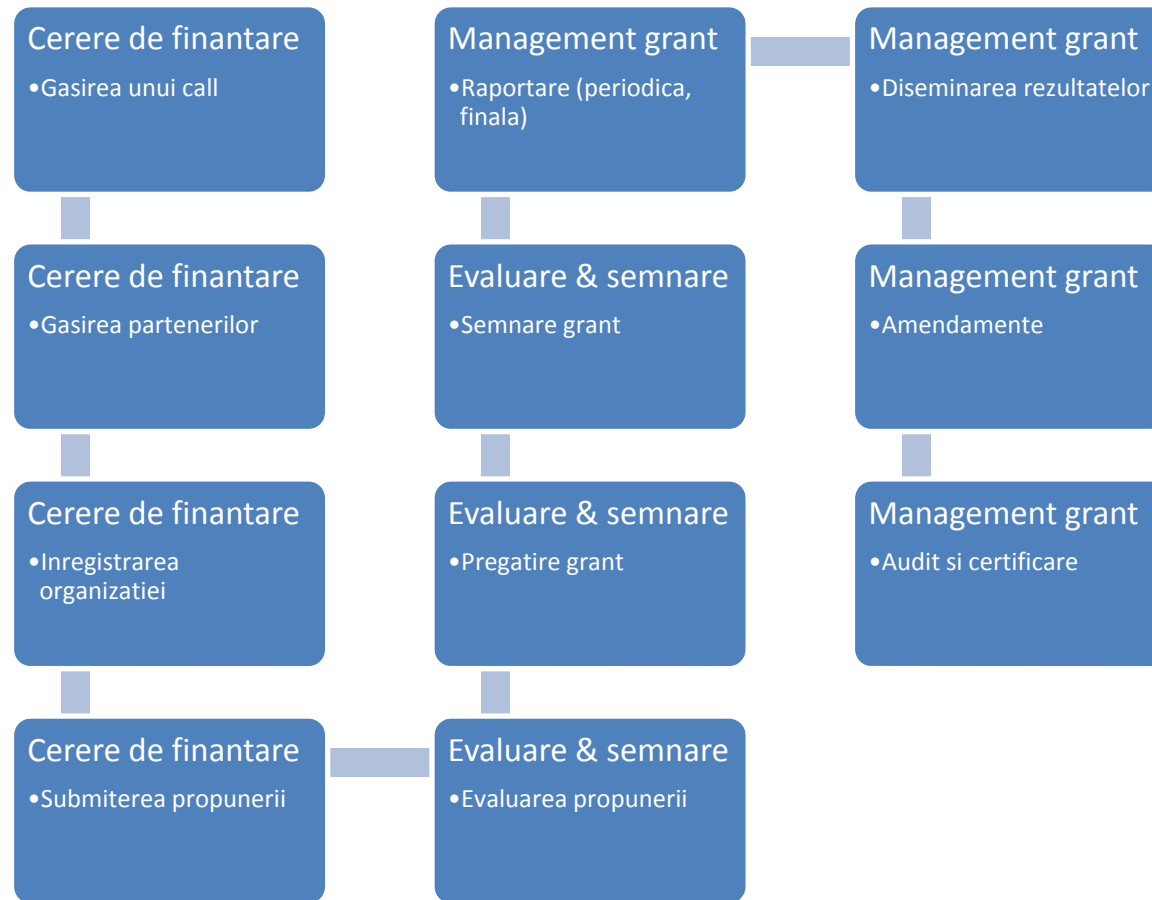 Cerere de finantare
•Gasirea unui call
Cerere de finantare
•Gasirea partenerilor
Cerere de finantare
•Inregistrarea
organizatiei
Cerere de finantare
•Submiterea propunerii
Evaluare & semnare
•Evaluarea propunerii
Evaluare & semnare
•Pregatire grant
Evaluare & semnare
•Semnare grant
Management grant
•Raportare (periodica,
finala)
Management grant
•Diseminarea rezultatelor
Management grant
•Amendamente
Management grant
•Audit si certificare